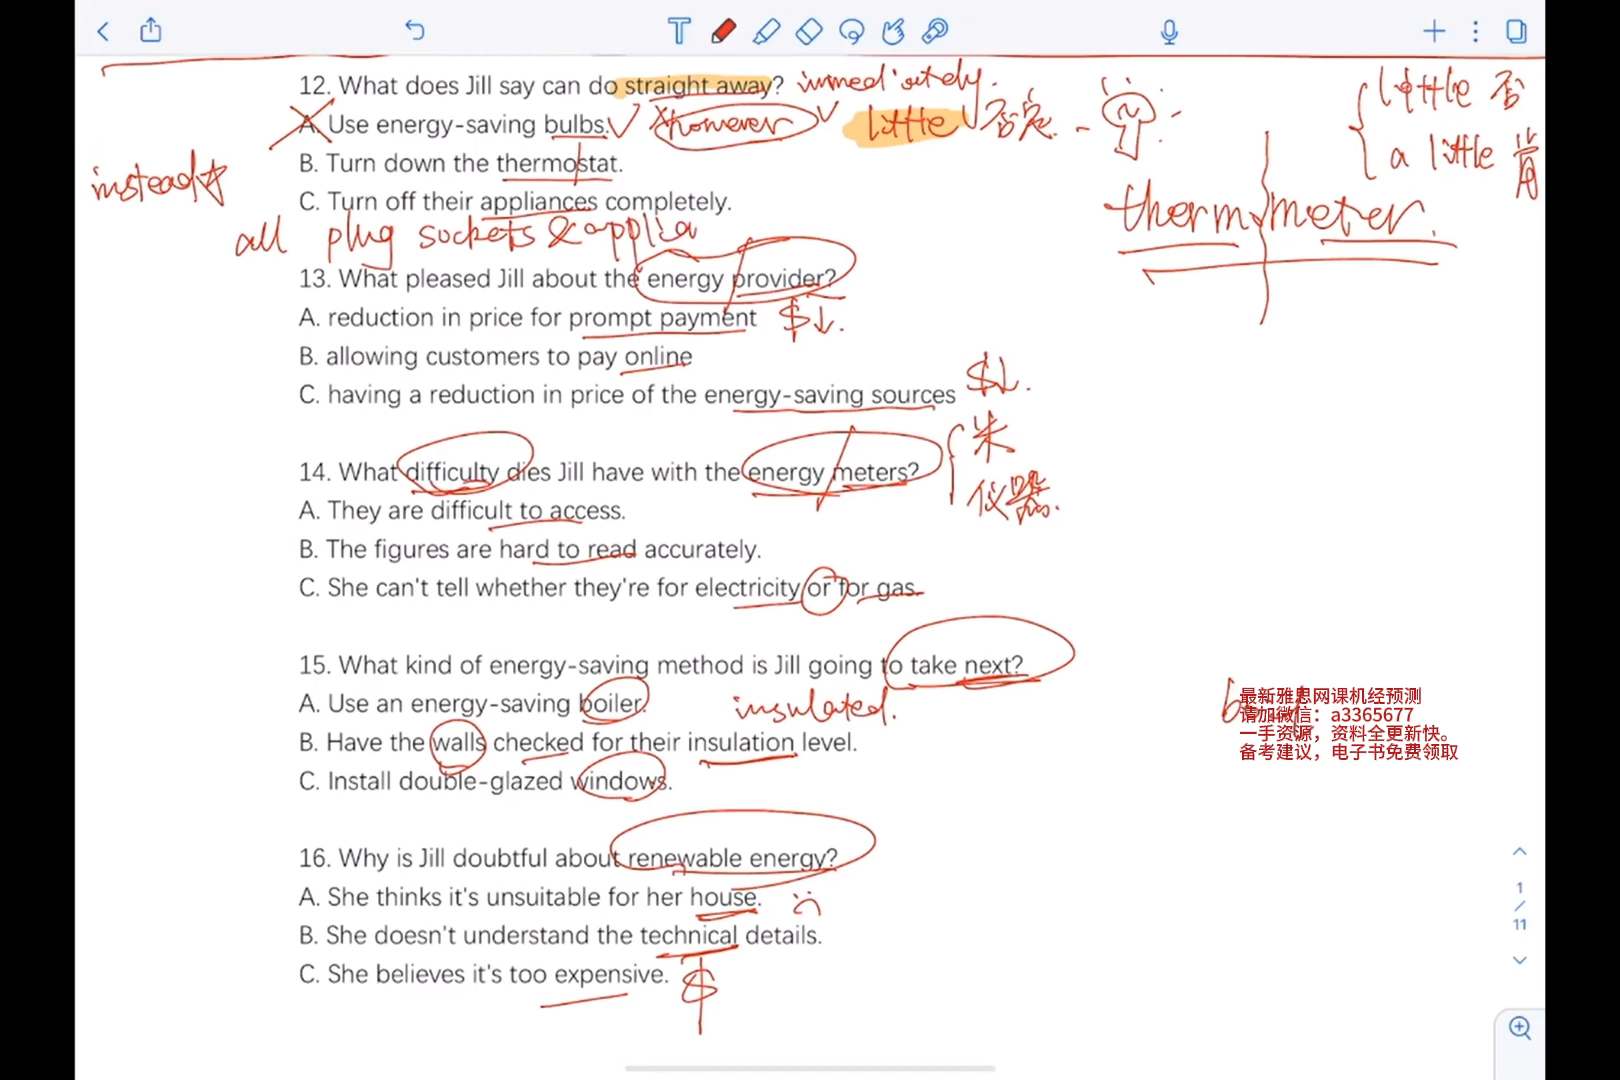 12. What does Jill say can do straight away? immediately.
A. Use energy-saving bulbs. however little 否定
little 否
a little 肯
B. Turn down the thermostat.
instead
C. Turn off their appliances completely.
thermometer.
all plug sockets & applia
13. What pleased Jill about the energy provider?
A. reduction in price for prompt payment $↓.
B. allowing customers to pay online
C. having a reduction in price of the energy-saving sources $↓.
米
14. What difficulty dies Jill have with the energy meters?
仪器.
A. They are difficult to access.
B. The figures are hard to read accurately.
C. She can't tell whether they're for electricity or for gas.
15. What kind of energy-saving method is Jill going to take next?
A. Use an energy-saving boiler. insulated.
B. Have the walls checked for their insulation level.
C. Install double-glazed windows.
最新雅思网课机经预测
请加微信：a3365677
一手资源，资料全更新快。
备考建议，电子书免费领取
16. Why is Jill doubtful about renewable energy?
A. She thinks it's unsuitable for her house.
B. She doesn't understand the technical details.
C. She believes it's too expensive. $
1
/
11